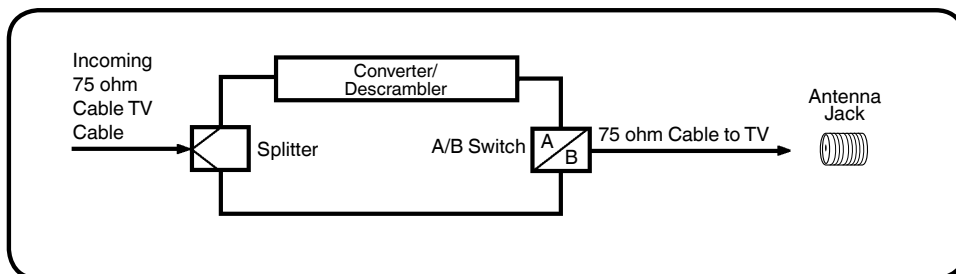 Incoming
75 ohm
Cable TV
Cable
Splitter
Converter/
Descrambler
A/B Switch
A
B
75 ohm Cable to TV
Antenna
Jack